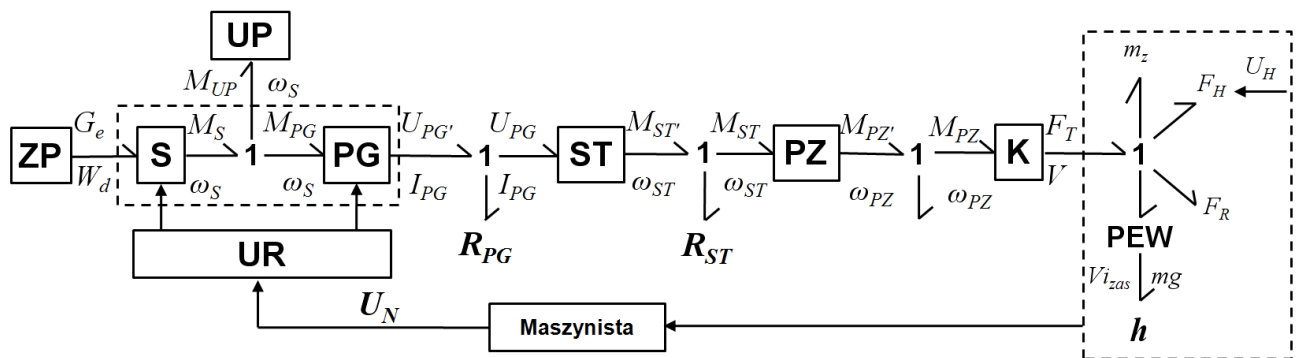 UP
M_UP ω_S
m_z
F_H U_H
G_e M_S M_PG U_PG' U_PG M_ST' M_ST M_PZ' M_PZ F_T
ZP S 1 PG 1 ST 1 PZ 1 K 1
W_d ω_S ω_S I_PG I_PG ω_ST ω_ST ω_PZ ω_PZ V
F_R
R_PG R_ST PEW
UR
Vi_zas mg
U_N Maszynista h